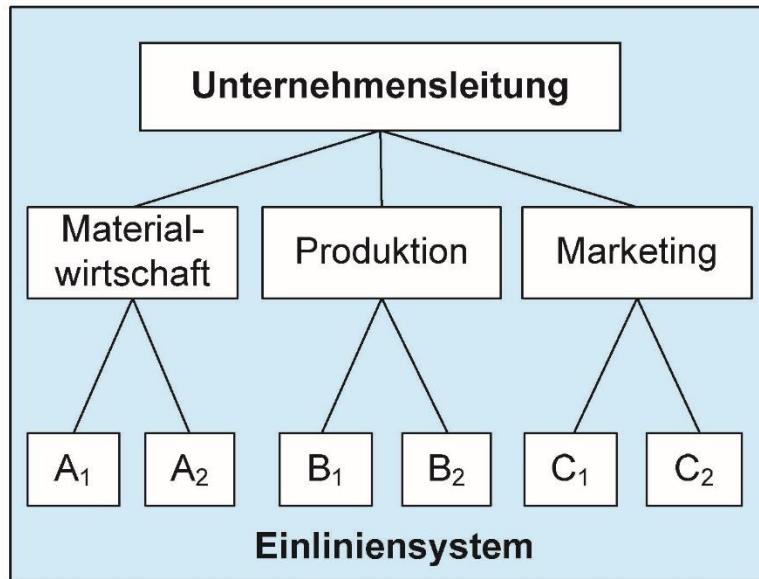 Unternehmensleitung
Material-
wirtschaft
Produktion
Marketing
A₁
A₂
B₁
B₂
C₁
C₂
Einliniensystem